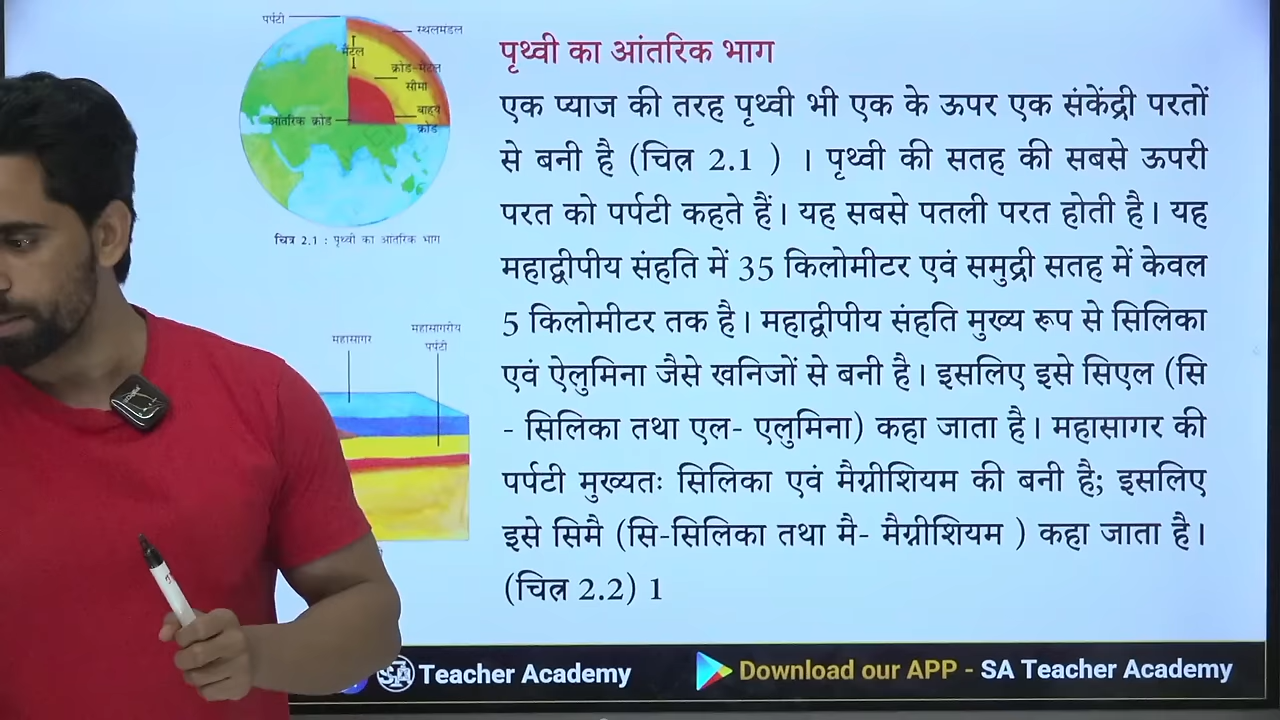 पर्पटी
स्थलमंडल
मैंटल
क्रोड-मैंटल
सीमा
बाह्य
क्रोड
आंतरिक क्रोड
चित्र 2.1 : पृथ्वी का आंतरिक भाग
महासागर
महासागरीय
पर्पटी
पृथ्वी का आंतरिक भाग
एक प्याज की तरह पृथ्वी भी एक के ऊपर एक संकेंद्री परतों
से बनी है (चित्न 2.1 ) । पृथ्वी की सतह की सबसे ऊपरी
परत को पर्पटी कहते हैं। यह सबसे पतली परत होती है। यह
महाद्वीपीय संहति में 35 किलोमीटर एवं समुद्री सतह में केवल
5 किलोमीटर तक है। महाद्वीपीय संहति मुख्य रूप से सिलिका
एवं ऐलुमिना जैसे खनिजों से बनी है। इसलिए इसे सिएल (सि
- सिलिका तथा एल- एलुमिना) कहा जाता है। महासागर की
पर्पटी मुख्यतः सिलिका एवं मैग्नीशियम की बनी है; इसलिए
इसे सिमै (सि-सिलिका तथा मै- मैग्नीशियम ) कहा जाता है।
(चित्न 2.2) 1
SA Teacher Academy
Download our APP - SA Teacher Academy